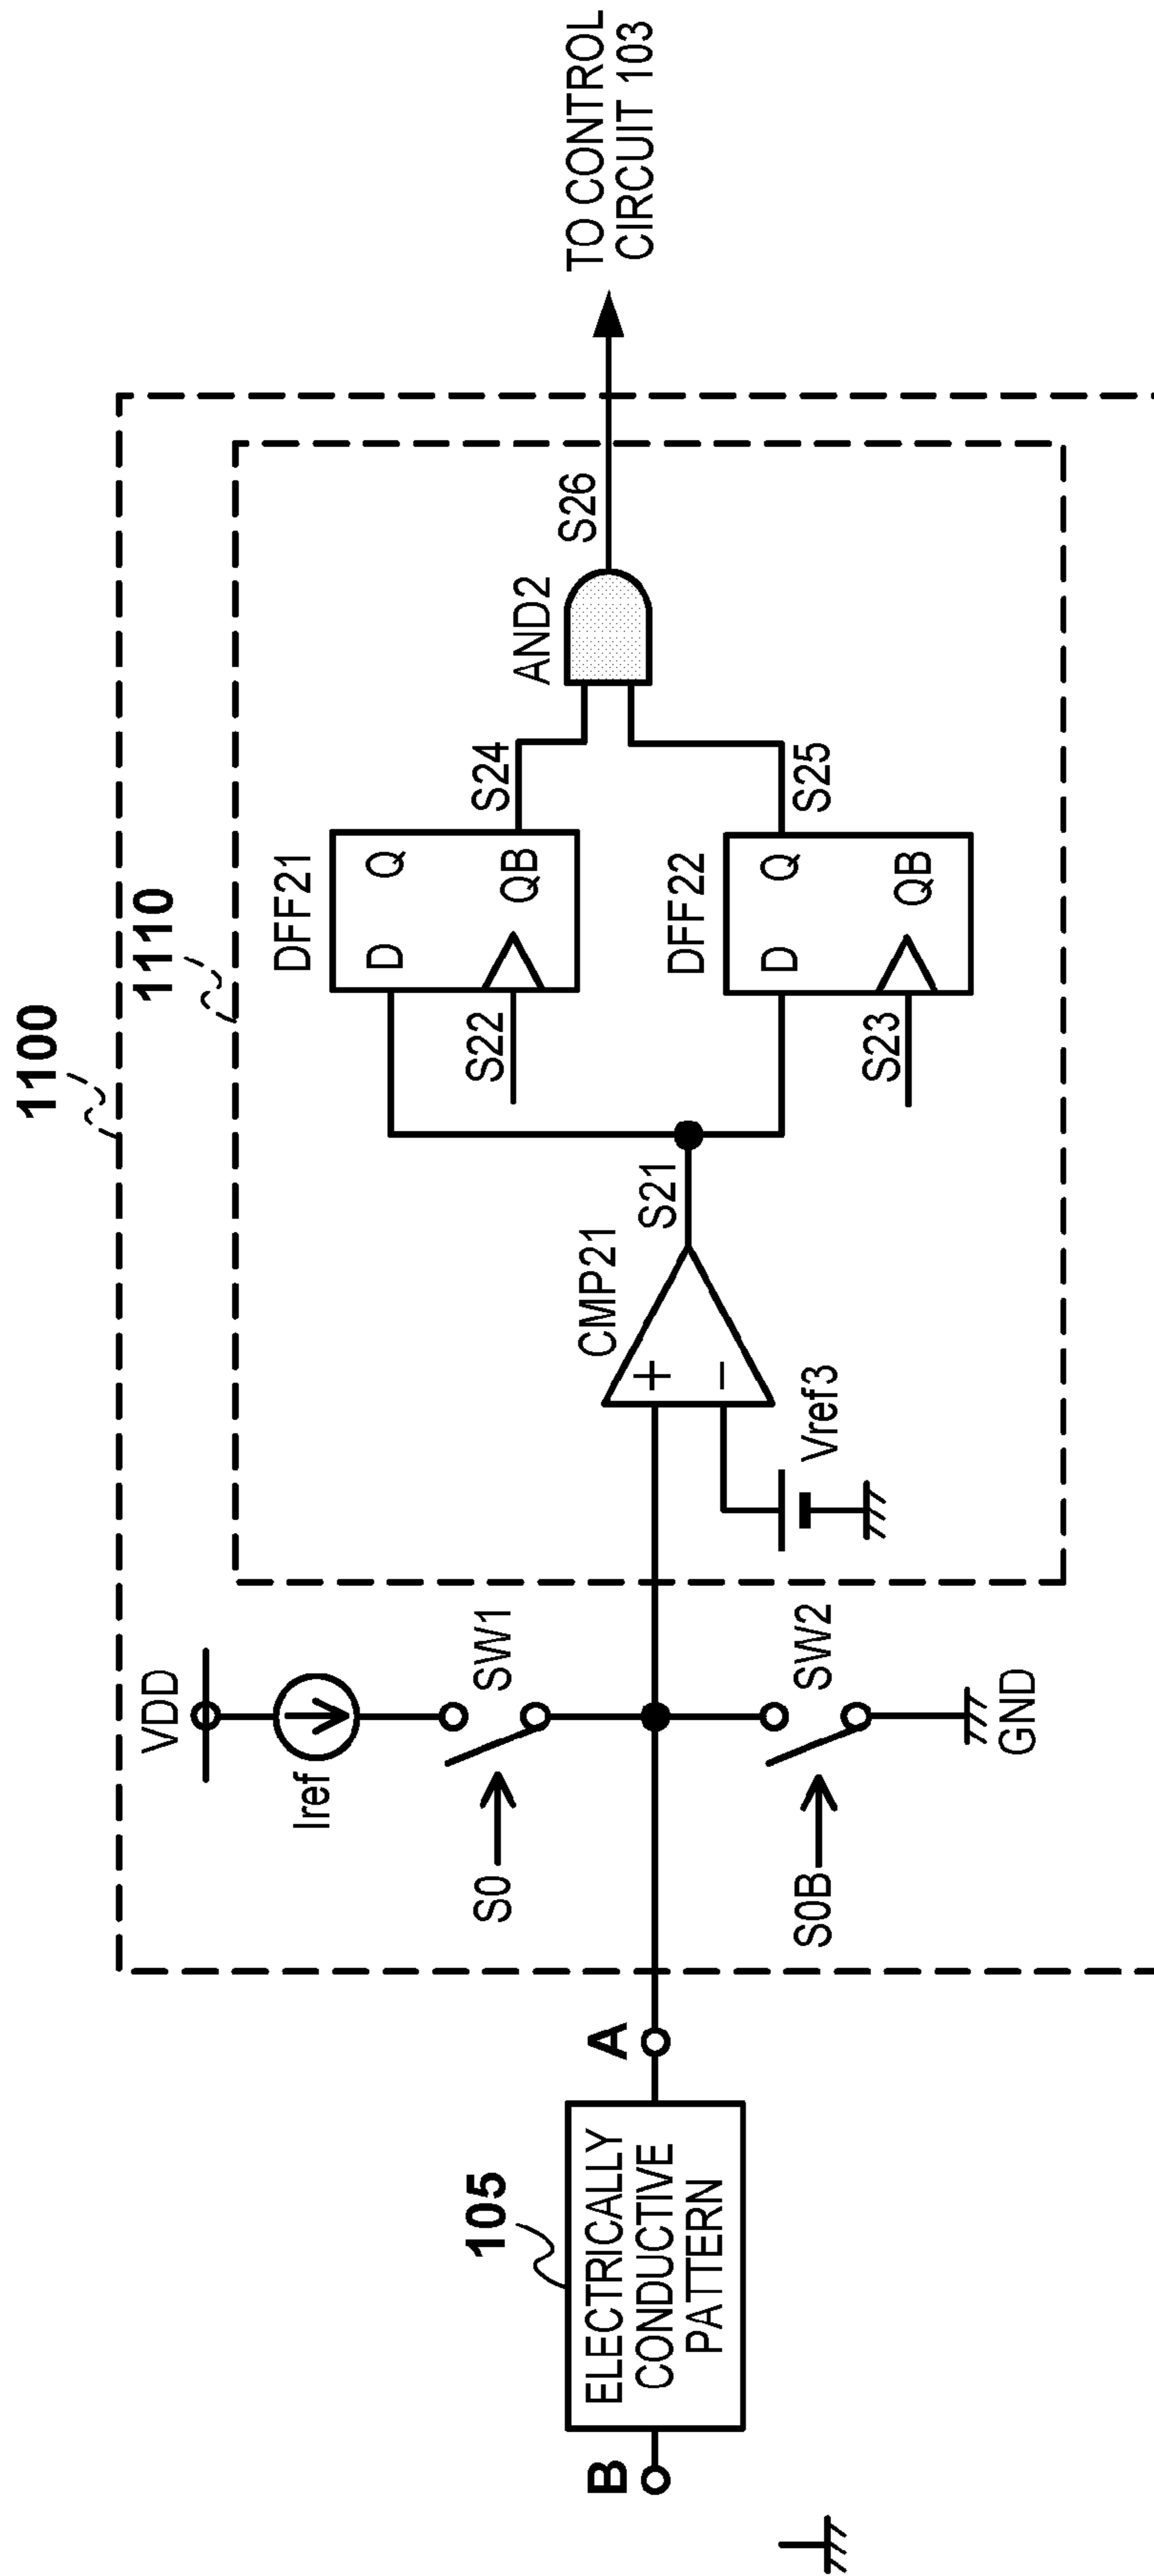 1100
1110
VDD
Iref
S0
SW1
S0B
SW2
GND
105
ELECTRICALLY
CONDUCTIVE
PATTERN
B
A
CMP21
+
−
Vref3
S21
DFF21
D
Q
QB
S22
S24
DFF22
D
Q
QB
S23
S25
AND2
S26
TO CONTROL
CIRCUIT 103